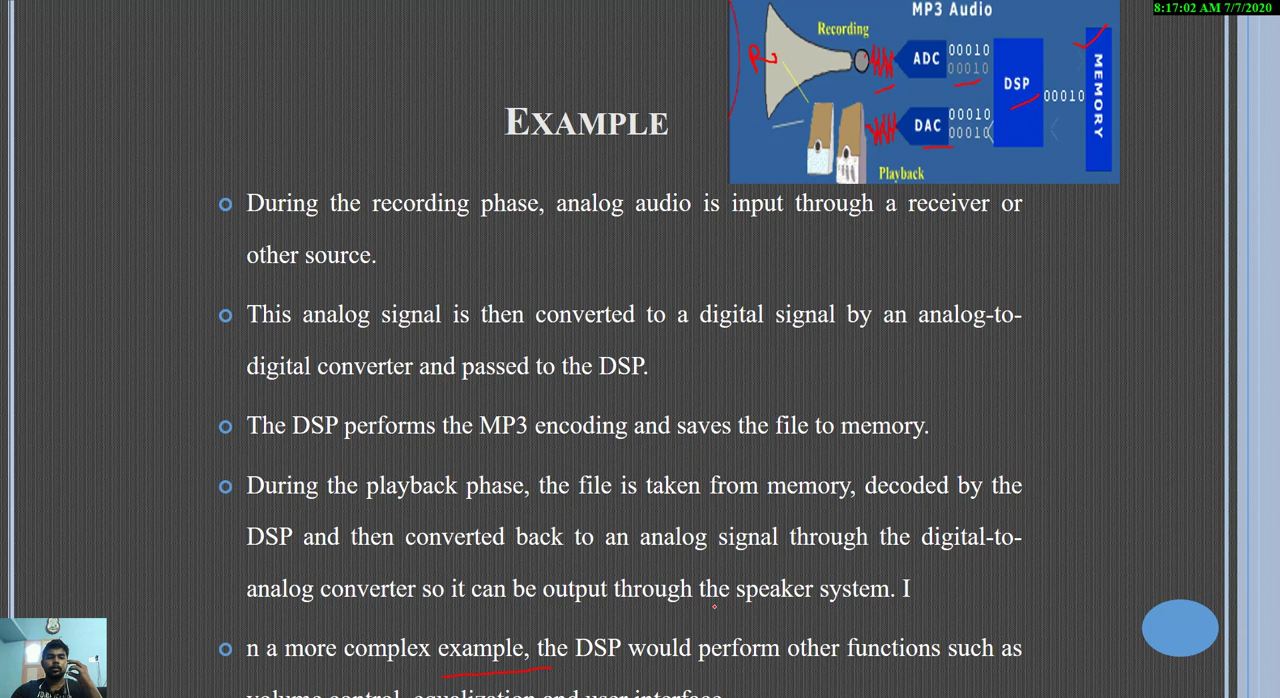 8:17:02 AM 7/7/2020
MP3 Audio
Recording
ADC
00010
00010
DSP
00010
MEMORY
DAC
00010
00010
Playback
EXAMPLE
During the recording phase, analog audio is input through a receiver or
other source.
This analog signal is then converted to a digital signal by an analog-to-
digital converter and passed to the DSP.
The DSP performs the MP3 encoding and saves the file to memory.
During the playback phase, the file is taken from memory, decoded by the
DSP and then converted back to an analog signal through the digital-to-
analog converter so it can be output through the speaker system. I
n a more complex example, the DSP would perform other functions such as
volume control, equalization and user interface.